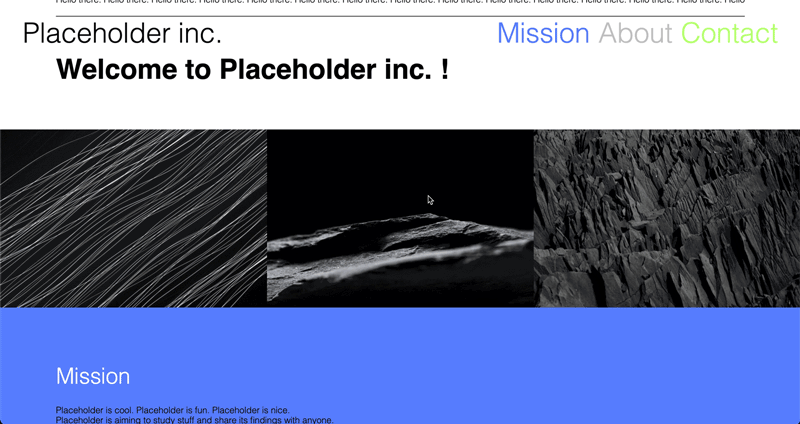 Hello there. Hello there. Hello there. Hello there. Hello there. Hello there. Hello there. Hello there. Hello there. Hello there. Hello there. Hello there. Hello there. Hello there. Hello
Placeholder inc. Mission About Contact
Welcome to Placeholder inc. !
Mission
Placeholder is cool. Placeholder is fun. Placeholder is nice.
Placeholder is aiming to study stuff and share its findings with anyone.